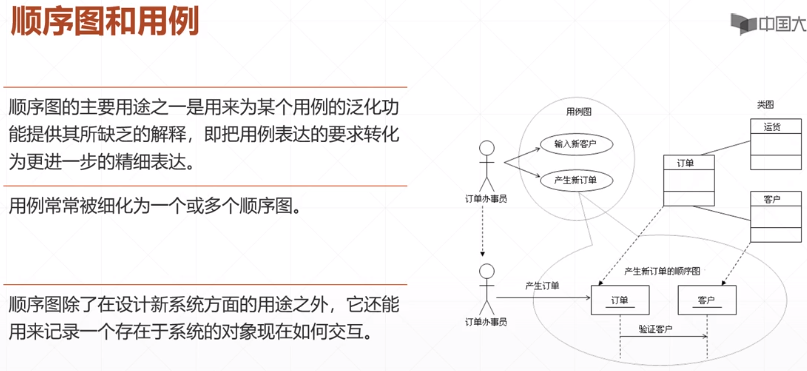 顺序图和用例
中国大
顺序图的主要用途之一是用来为某个用例的泛化功
能提供其所缺乏的解释，即把用例表达的要求转化
为更进一步的精细表达。
用例常常被细化为一个或多个顺序图。
顺序图除了在设计新系统方面的用途之外，它还能
用来记录一个存在于系统的对象现在如何交互。
用例图
类图
输入新客户
产生新订单
订单办事员
订单
运货
客户
产生新订单的顺序图
产生订单
订单办事员
订单
客户
验证客户